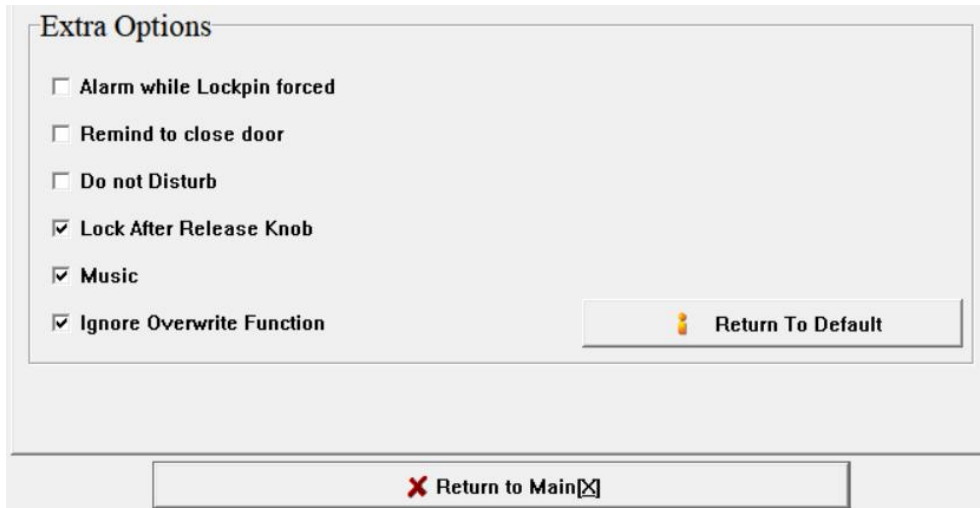 Extra Options
Alarm while Lockpin forced
Remind to close door
Do not Disturb
Lock After Release Knob
Music
Ignore Overwrite Function
Return To Default
Return to Main[X]